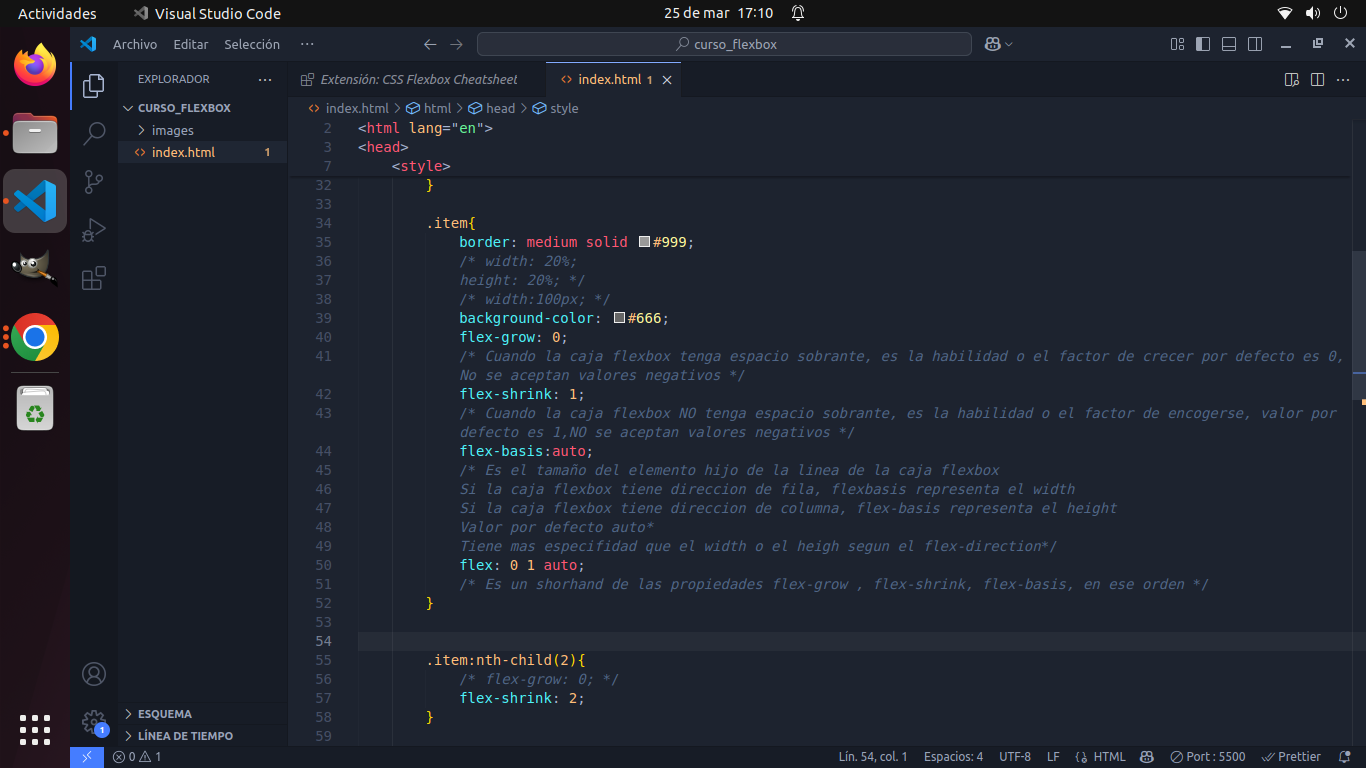 Actividades
Visual Studio Code
25 de mar 17:10
Archivo Editar Selección ···
curso_flexbox
EXPLORADOR ···
CURSO_FLEXBOX
images
index.html 1
ESQUEMA
LÍNEA DE TIEMPO
1
Extensión: CSS Flexbox Cheatsheet
index.html 1
index.html > html > head > style
2 <html lang="en">
3 <head>
7 <style>
32 }
33
34 .item{
35 border: medium solid #999;
36 /* width: 20%;
37 height: 20%; */
38 /* width:100px; */
39 background-color: #666;
40 flex-grow: 0;
41 /* Cuando la caja flexbox tenga espacio sobrante, es la habilidad o el factor de crecer por defecto es 0,
No se aceptan valores negativos */
42 flex-shrink: 1;
43 /* Cuando la caja flexbox NO tenga espacio sobrante, es la habilidad o el factor de encogerse, valor por
defecto es 1,NO se aceptan valores negativos */
44 flex-basis:auto;
45 /* Es el tamaño del elemento hijo de la linea de la caja flexbox
46 Si la caja flexbox tiene direccion de fila, flexbasis representa el width
47 Si la caja flexbox tiene direccion de columna, flex-basis representa el height
48 Valor por defecto auto*
49 Tiene mas especifidad que el width o el heigh segun el flex-direction*/
50 flex: 0 1 auto;
51 /* Es un shorhand de las propiedades flex-grow , flex-shrink, flex-basis, en ese orden */
52 }
53
54
55 .item:nth-child(2){
56 /* flex-grow: 0; */
57 flex-shrink: 2;
58 }
59
0 1
Lín. 54, col. 1 Espacios: 4 UTF-8 LF HTML Port : 5500 Prettier